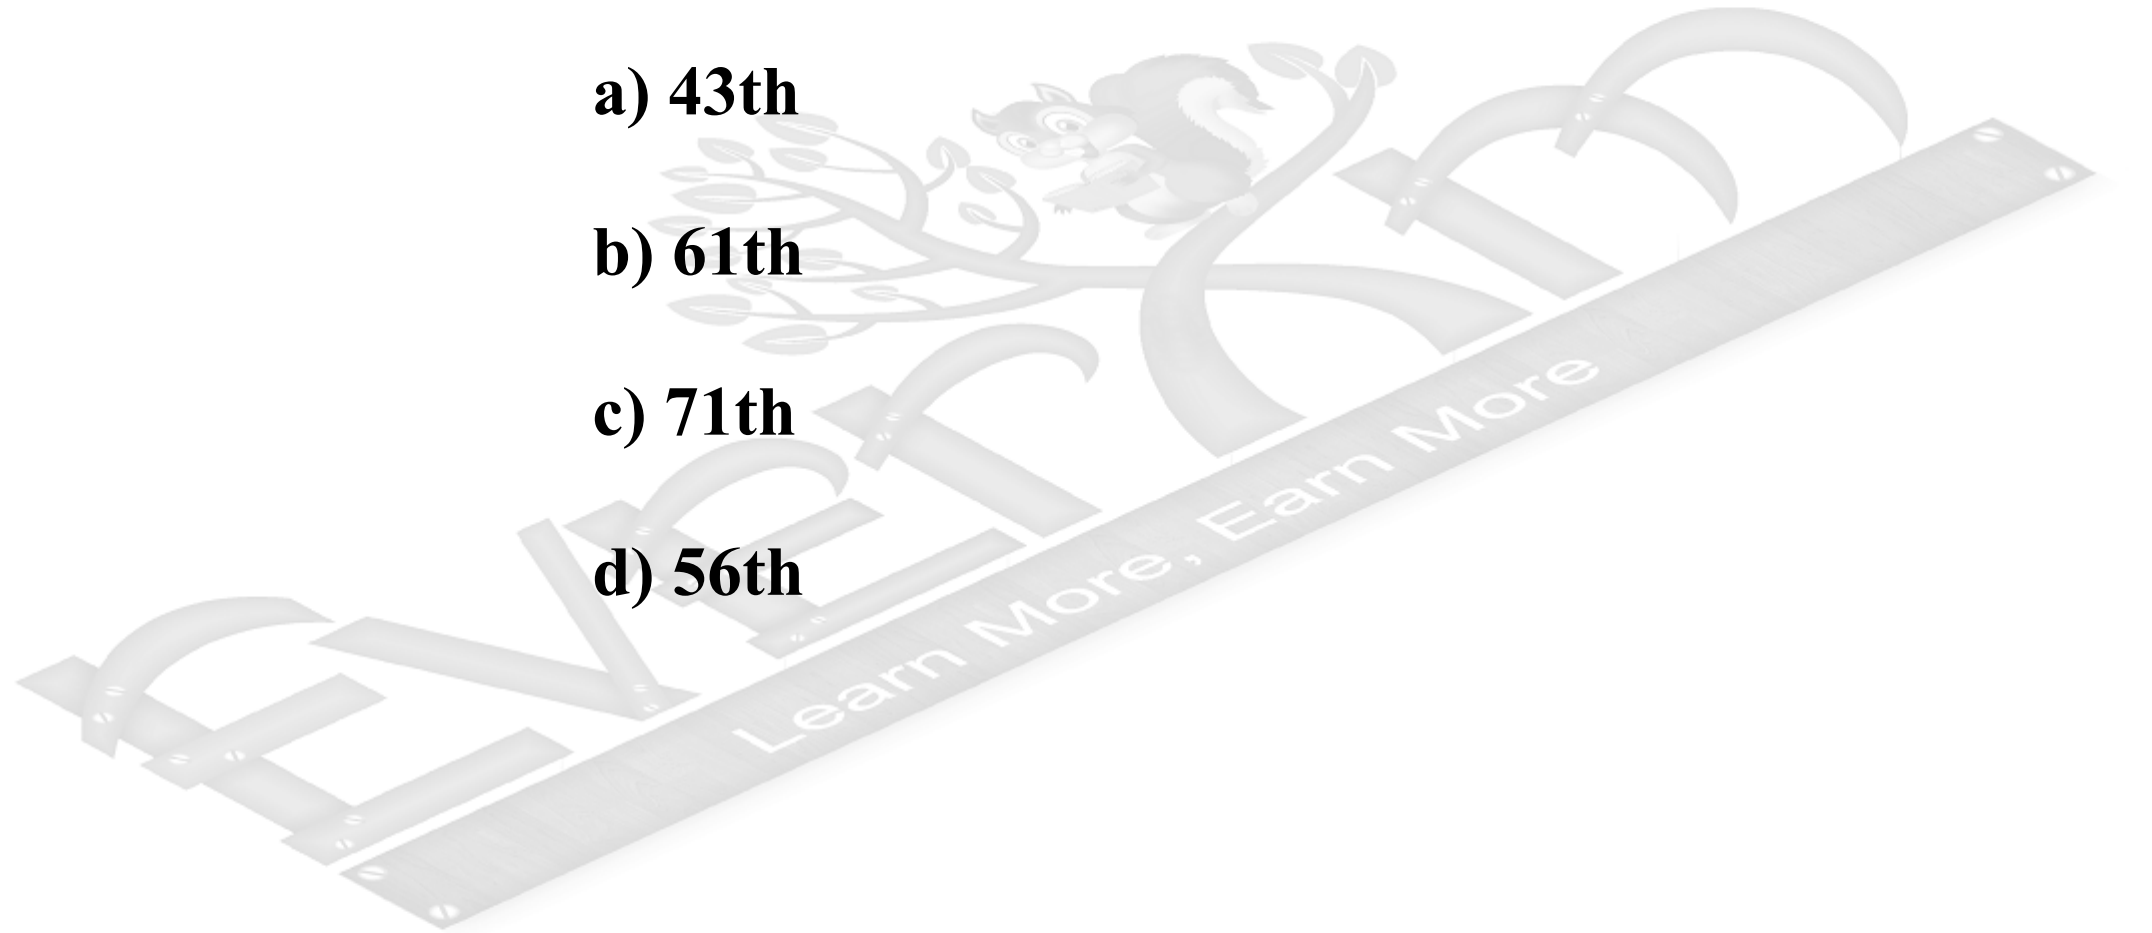 a) 43th
b) 61th
c) 71th
d) 56th
Learn More, Earn More